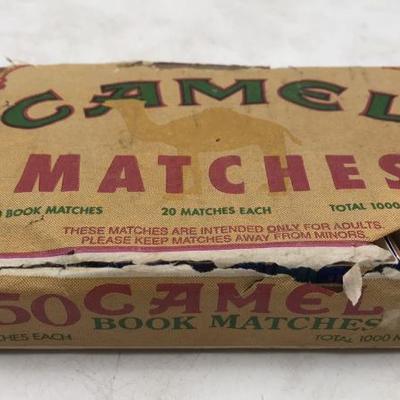 CAMEL
MATCHES
BOOK MATCHES 20 MATCHES EACH TOTAL 1000
THESE MATCHES ARE INTENDED ONLY FOR ADULTS.
PLEASE KEEP MATCHES AWAY FROM MINORS.
50 CAMEL
BOOK MATCHES
EACH TOTAL 1000